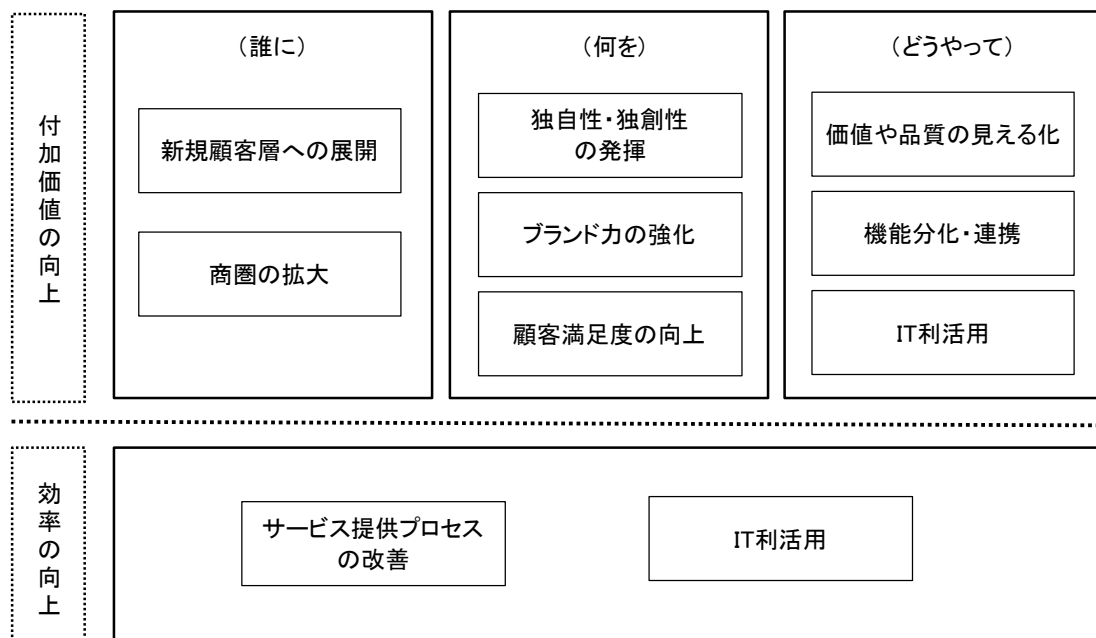 付加価値の向上
（誰に）
新規顧客層への展開
商圏の拡大
（何を）
独自性・独創性
の発揮
ブランド力の強化
顧客満足度の向上
（どうやって）
価値や品質の見える化
機能分化・連携
IT利活用
効率の向上
サービス提供プロセス
の改善
IT利活用